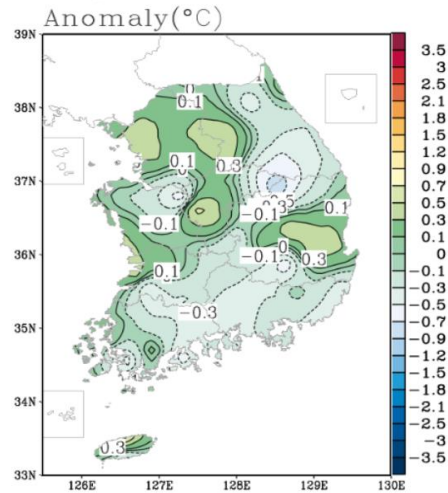 Anomaly(°C)
39N
38N
37N
36N
35N
34N
33N
126E
127E
128E
129E
130E
3.5
3
2.5
2.1
1.8
1.5
1.2
0.9
0.7
0.5
0.3
0.1
0
−0.1
−0.3
−0.5
−0.7
−0.9
−1.2
−1.5
−1.8
−2.1
−2.5
−3
−3.5
0
0.1
0.1
0.3
−0.1
−0.1
0.1
0
−0.1
0.3
0.1
−0.3
0.3